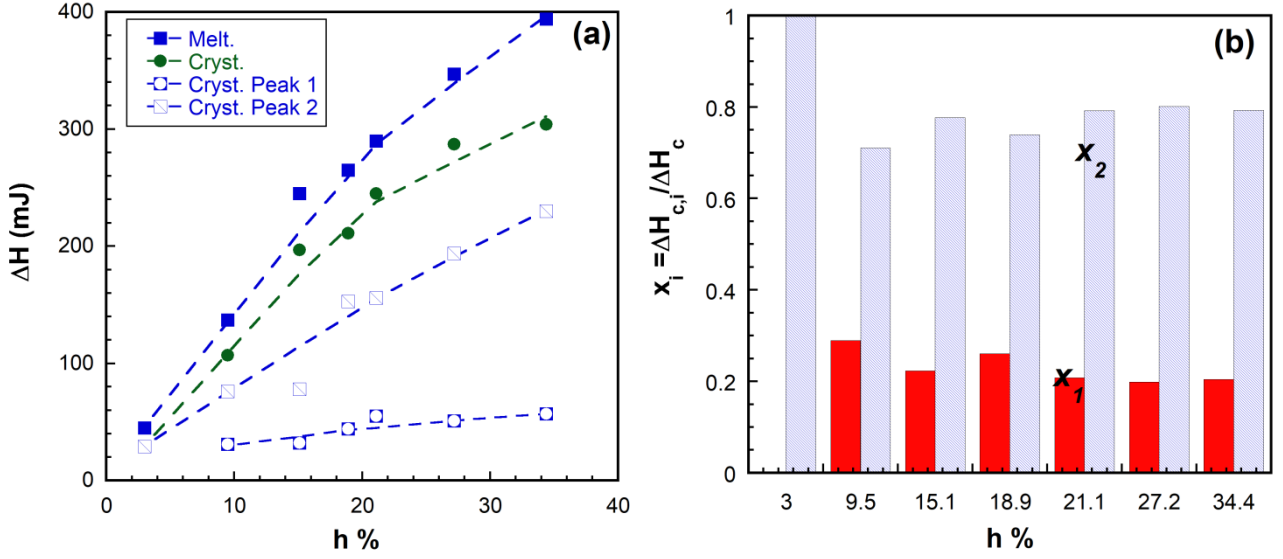 400
300
200
100
0
ΔH (mJ)
Melt.
Cryst.
Cryst. Peak 1
Cryst. Peak 2
(a)
0 10 20 30 40
h %
1
0.8
0.6
0.4
0.2
0
x_i =ΔH_c,i/ΔH_c
(b)
x_2
x_1
3 9.5 15.1 18.9 21.1 27.2 34.4
h %